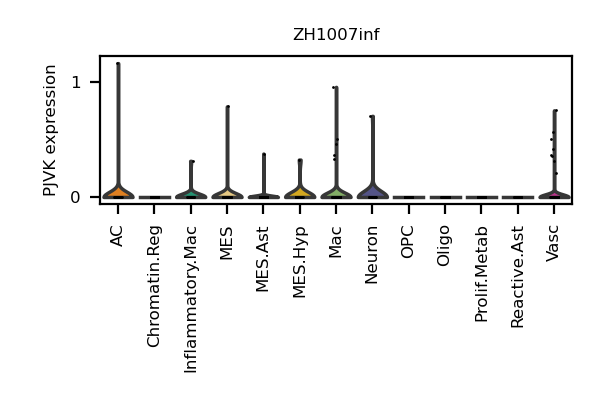 ZH1007inf
PJVK expression
1
0
AC
Chromatin.Reg
Inflammatory.Mac
MES
MES.Ast
MES.Hyp
Mac
Neuron
OPC
Oligo
Prolif.Metab
Reactive.Ast
Vasc